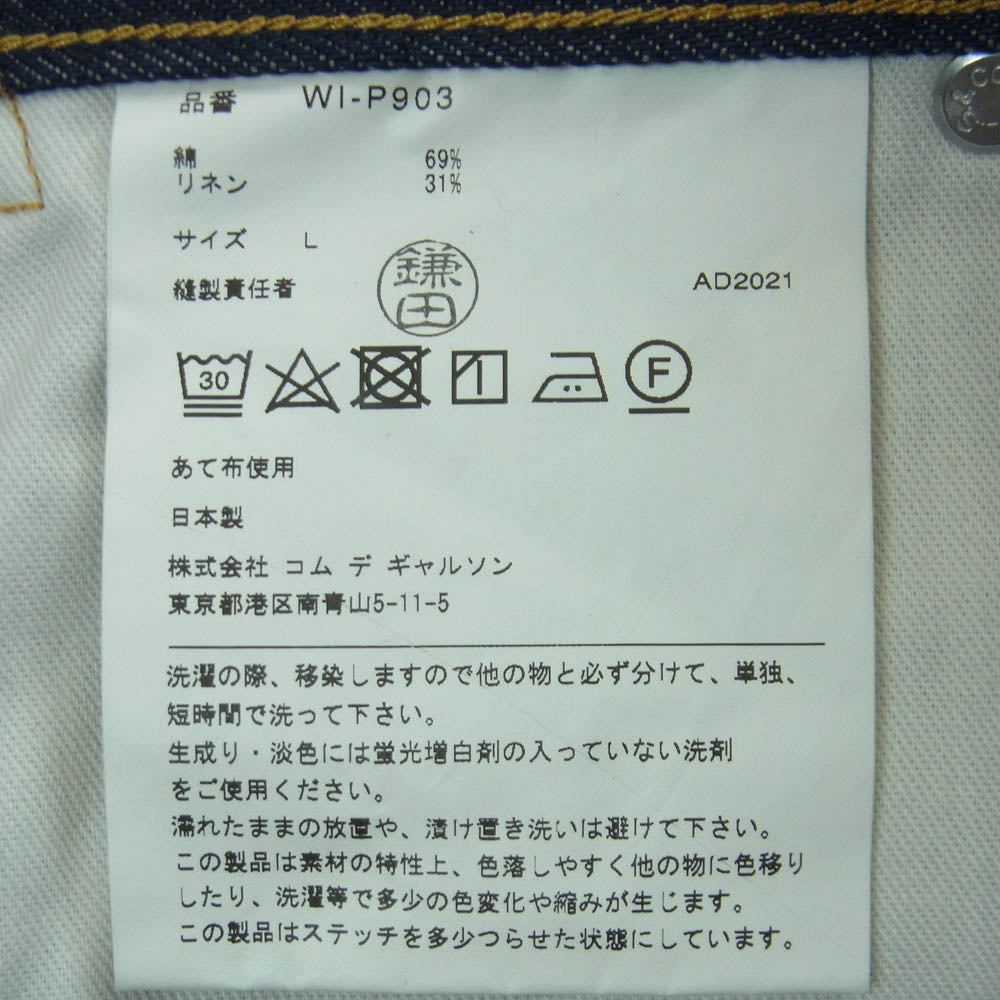 品番 WI-P903
綿 69%
リネン 31%
サイズ L
縫製責任者 鎌田 AD2021
30 F
あて布使用
日本製
株式会社 コム デ ギャルソン
東京都港区南青山5-11-5
洗濯の際、移染しますので他の物と必ず分けて、単独、
短時間で洗って下さい。
生成り・淡色には蛍光増白剤の入っていない洗剤
をご使用ください。
濡れたままの放置や、漬け置き洗いは避けて下さい。
この製品は素材の特性上、色落しやすく他の物に色移り
したり、洗濯等で多少の色変化や縮みが生じます。
この製品はステッチを多少つらせた状態にしています。